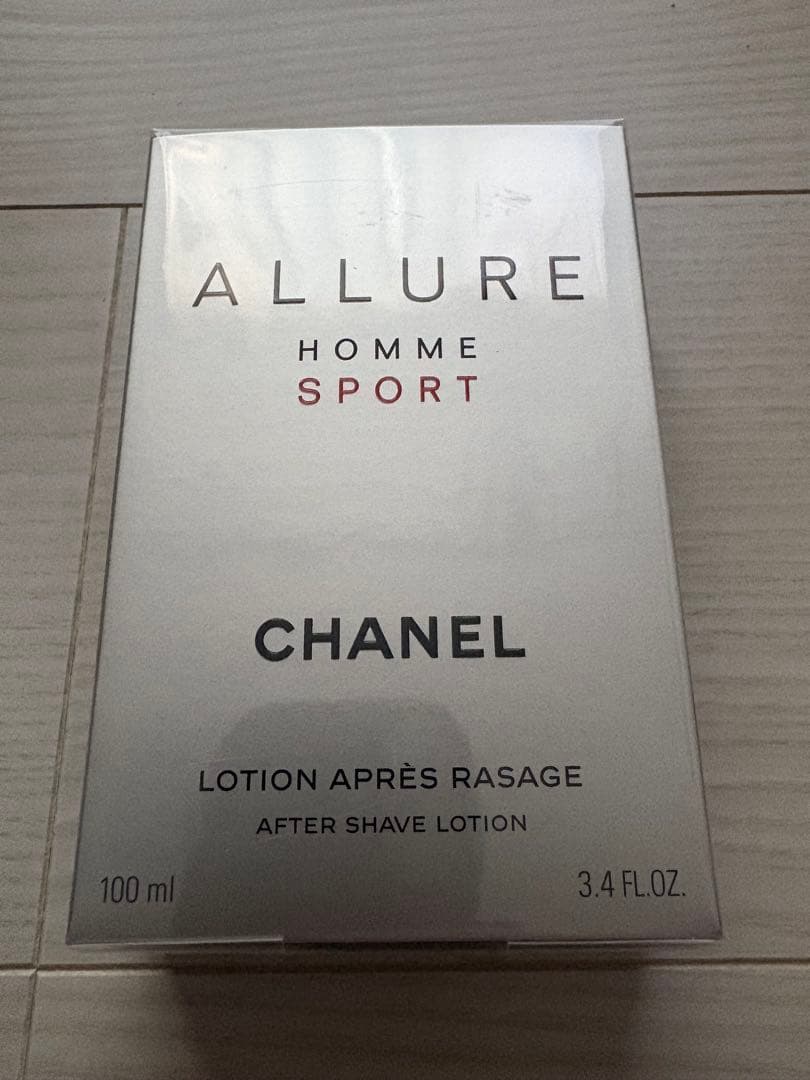 ALLURE
HOMME
SPORT
CHANEL
LOTION APRÈS RASAGE
AFTER SHAVE LOTION
100 ml
3.4 FL.OZ.